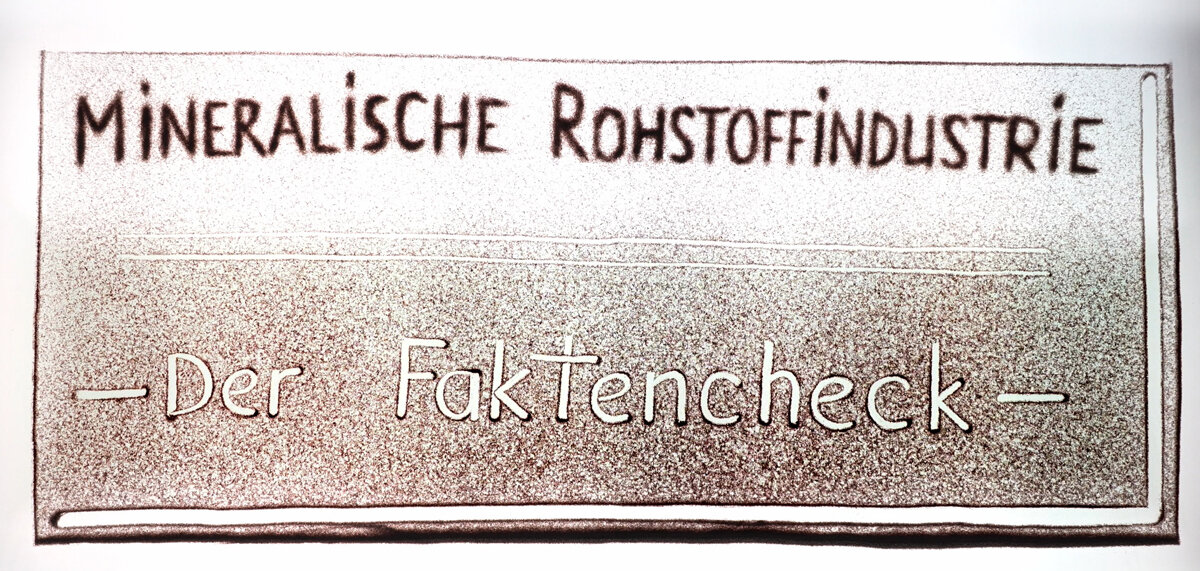 MiNERALiSCHE ROHSTOFFiNDUSTRiE
– Der Faktencheck –